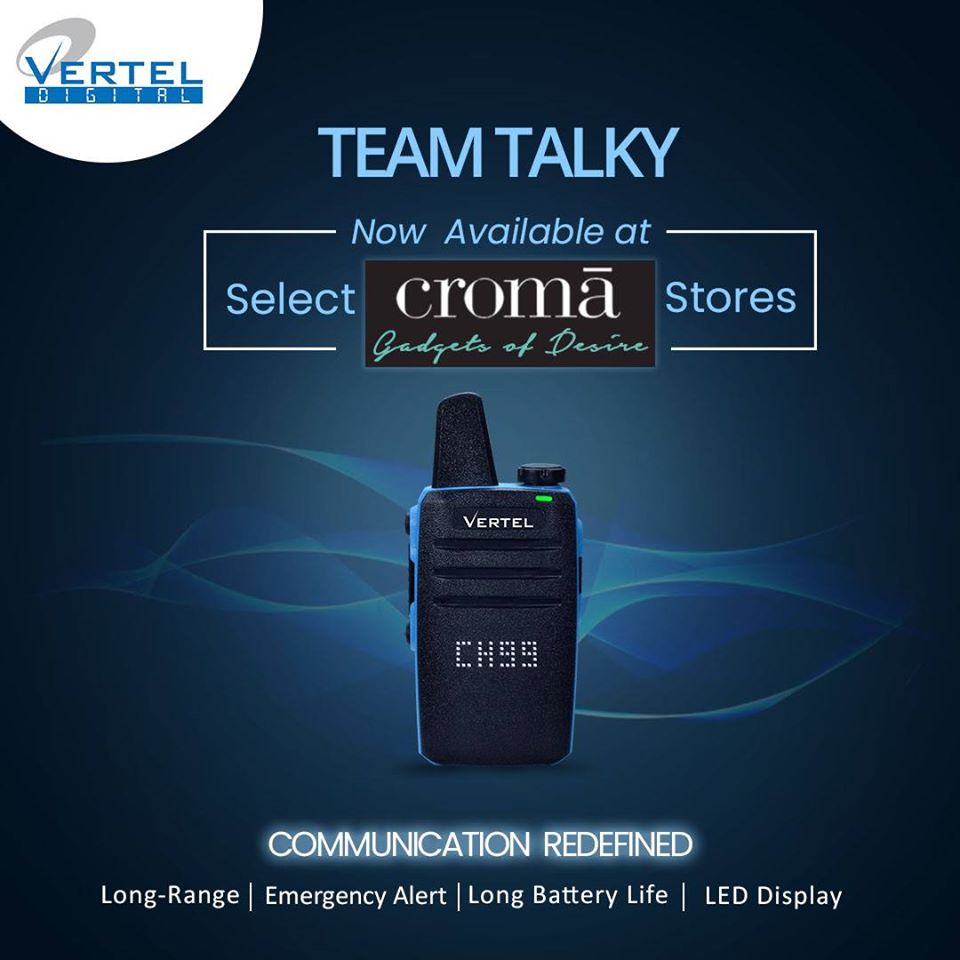 VERTEL
DIGITAL
TEAM TALKY
Now Available at
Select cromā Stores
Gadgets of Desire
VERTEL
CH99
COMMUNICATION REDEFINED
Long-Range | Emergency Alert | Long Battery Life | LED Display